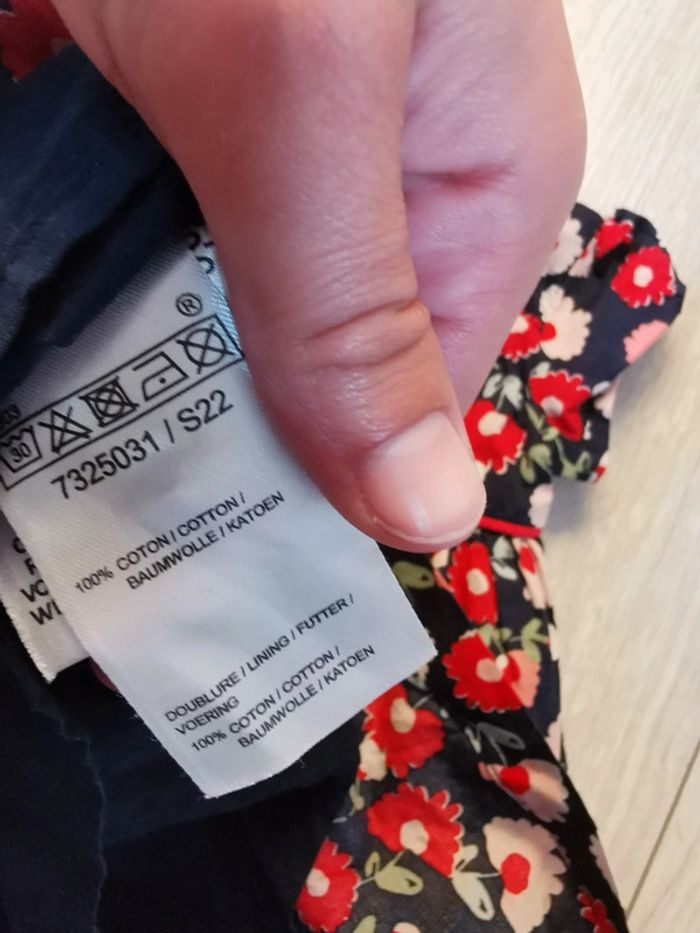 ®
30
7325031 / S22
100% COTON / COTTON /
BAUMWOLLE / KATOEN
DOUBLURE / LINING / FUTTER /
VOERING
100% COTON / COTTON /
BAUMWOLLE / KATOEN